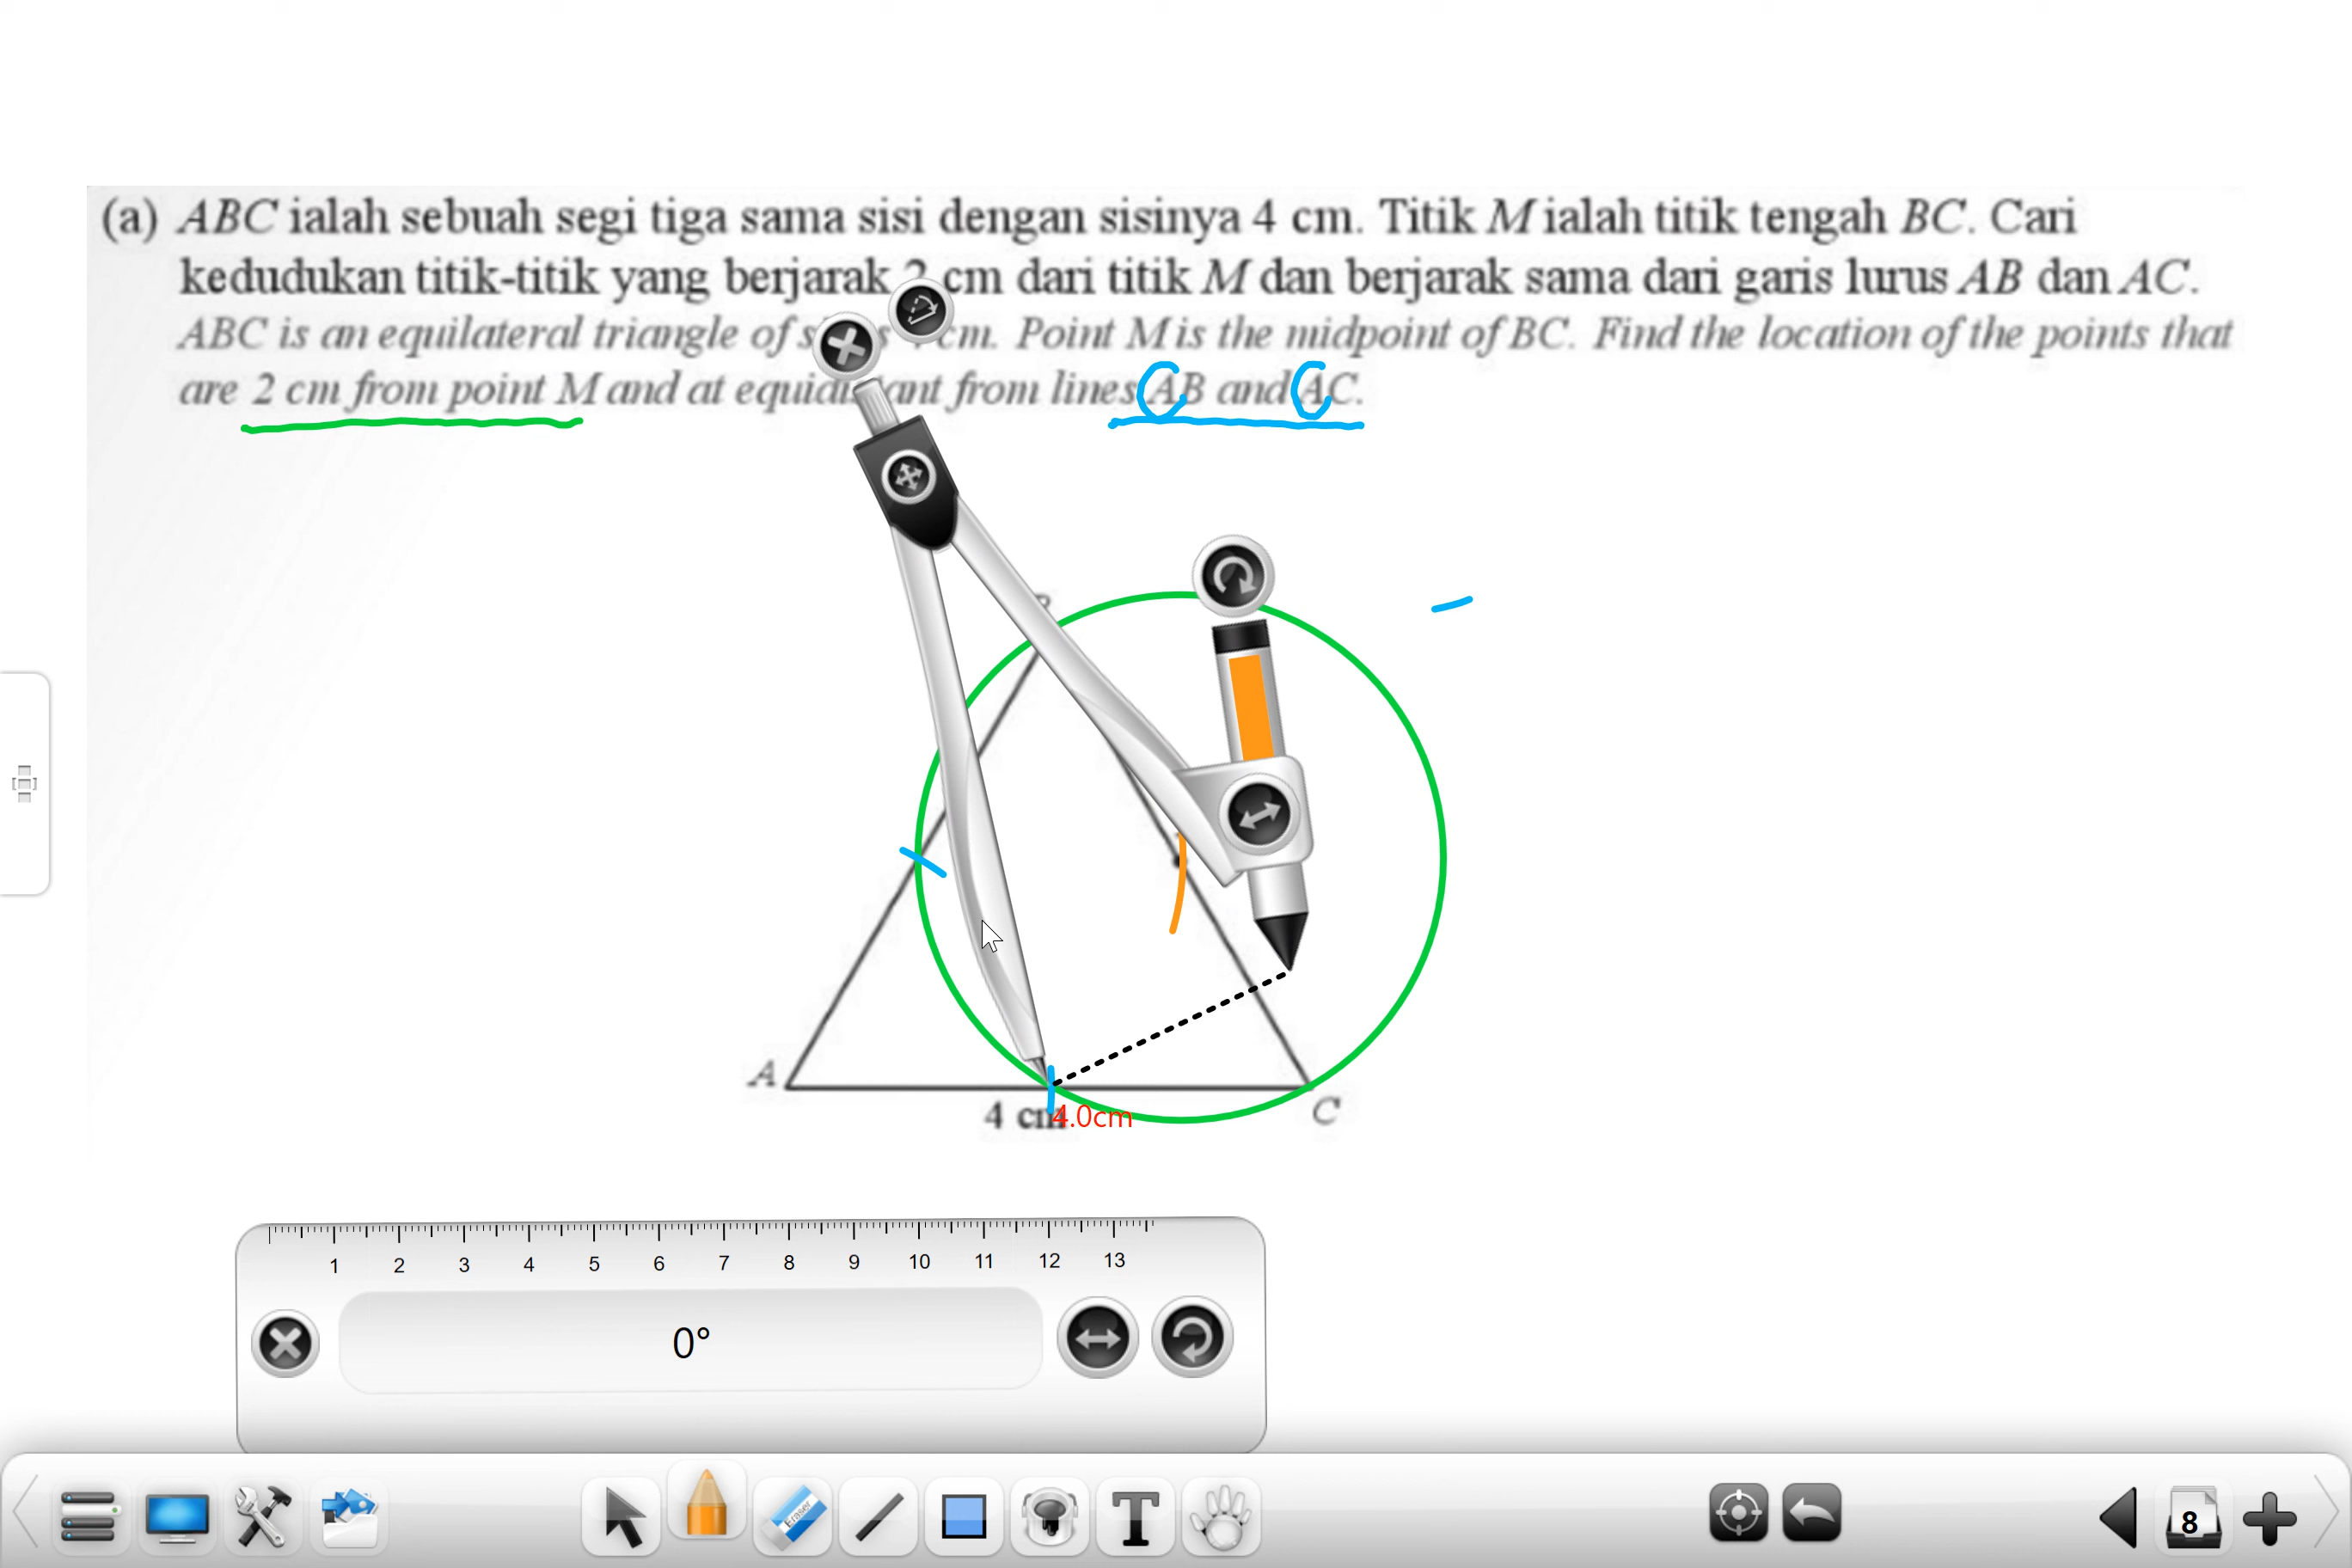 (a) ABC ialah sebuah segi tiga sama sisi dengan sisinya 4 cm. Titik M ialah titik tengah BC. Cari
kedudukan titik-titik yang berjarak 2 cm dari titik M dan berjarak sama dari garis lurus AB dan AC.
ABC is an equilateral triangle of cm. Point M is the midpoint of BC. Find the location of the points that
are 2 cm from point M and at equidistant from lines AB and AC.
B
A
C
4 cm
4.0cm
1 2 3 4 5 6 7 8 9 10 11 12 13
0°
Eraser
T
8